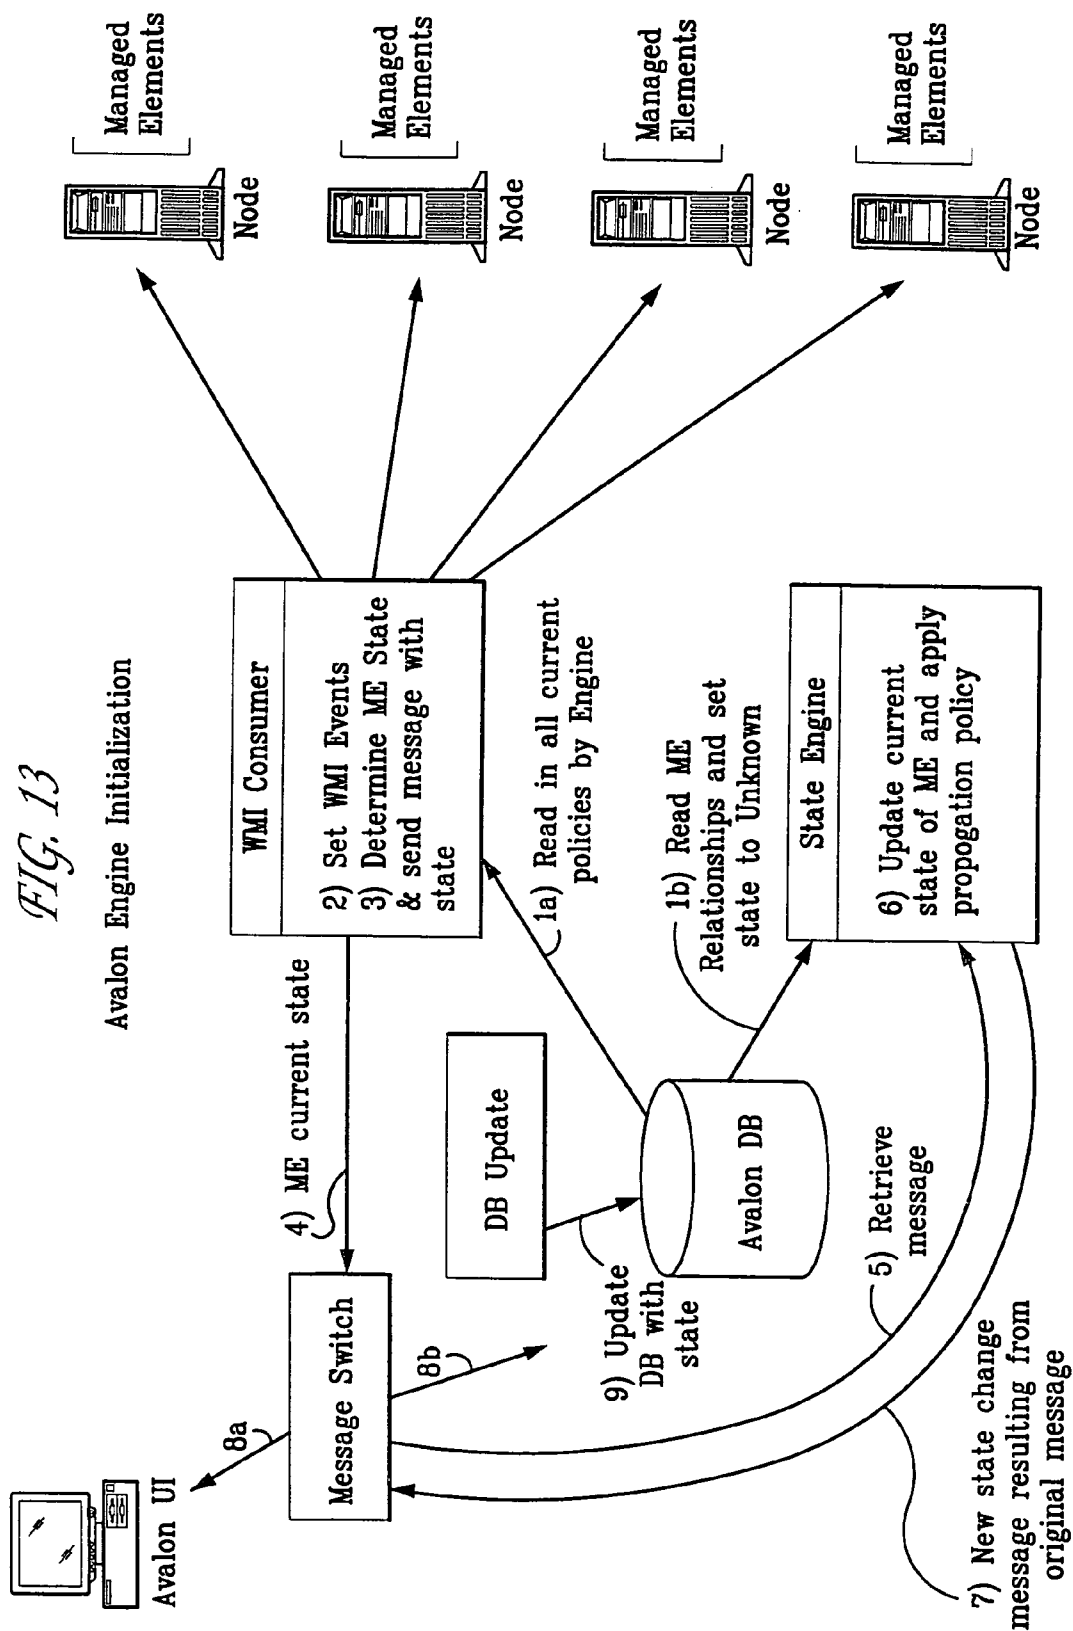 FIG. 13
Avalon Engine Initialization
Avalon UI
8a
Message Switch
8b
4) ME current state
WMI Consumer
2) Set WMI Events
3) Determine ME State
& send message with
state
Managed
Elements
Node
Managed
Elements
Node
Managed
Elements
Node
Managed
Elements
Node
DB Update
9) Update
DB with
state
Avalon DB
1a) Read in all current
policies by Engine
1b) Read ME
Relationships and set
state to Unknown
State Engine
6) Update current
state of ME and apply
propogation policy
5) Retrieve
message
7) New state change
message resulting from
original message